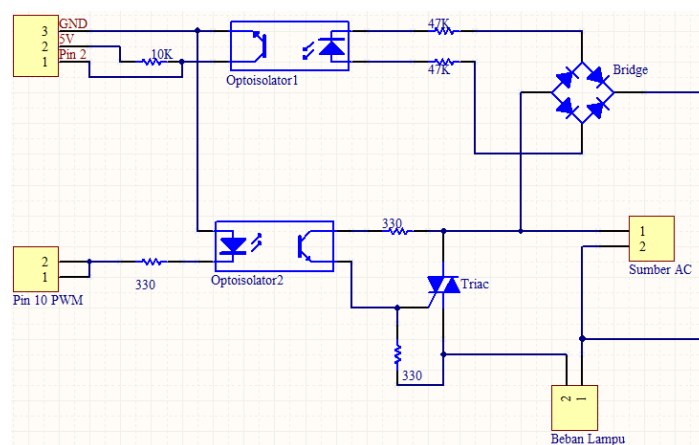 3 GND
2 5V
1 Pin 2
10K
Optoisolator1
47K
47K
Bridge
330
1
2
Sumber AC
2
1
Pin 10 PWM
330
Optoisolator2
Triac
330
2 1
Beban Lampu